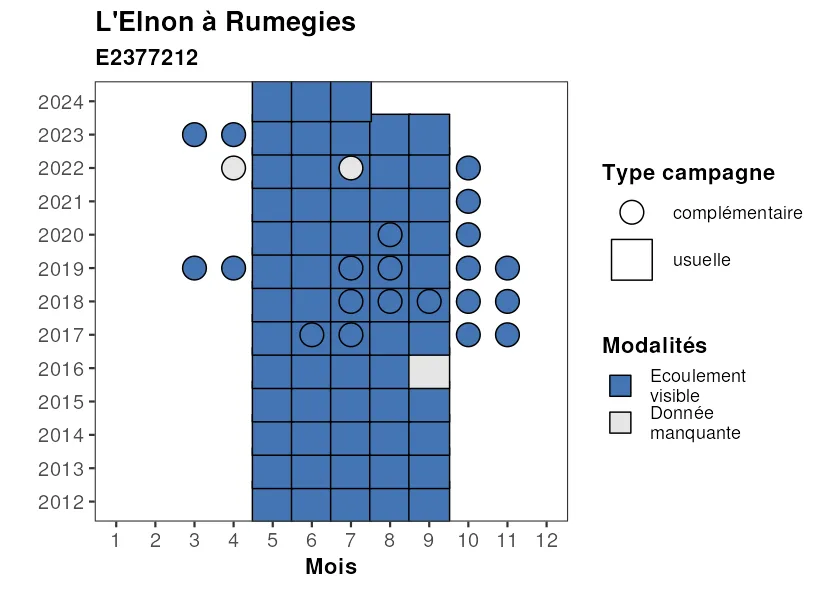 L'Elnon à Rumegies
E2377212
2024
2023
2022
2021
2020
2019
2018
2017
2016
2015
2014
2013
2012
1 2 3 4 5 6 7 8 9 10 11 12
Mois
Type campagne
complémentaire
usuelle
Modalités
Ecoulement
visible
Donnée
manquante